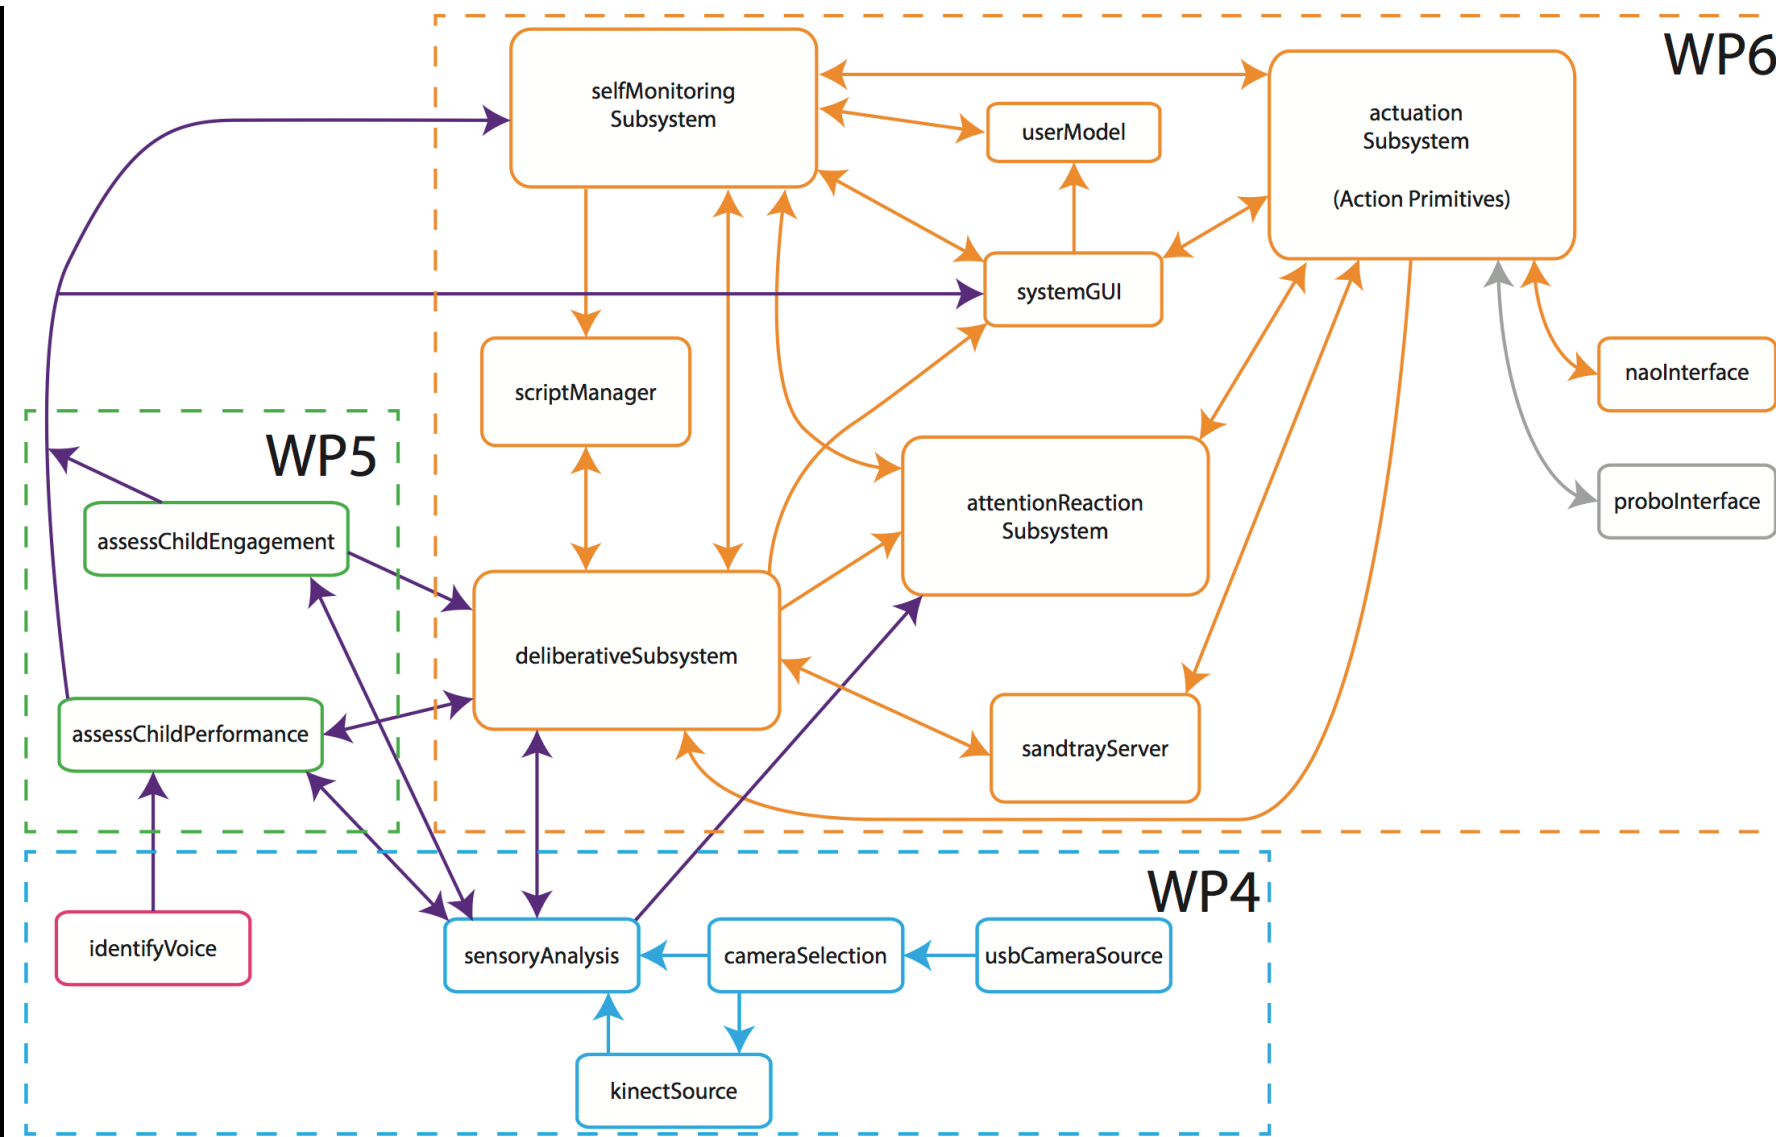 WP6
selfMonitoring
Subsystem
actuation
Subsystem
(Action Primitives)
userModel
systemGUI
scriptManager
naoInterface
WP5
attentionReaction
Subsystem
proboInterface
assessChildEngagement
deliberativeSubsystem
assessChildPerformance
sandtrayServer
WP4
identifyVoice
sensoryAnalysis
cameraSelection
usbCameraSource
kinectSource